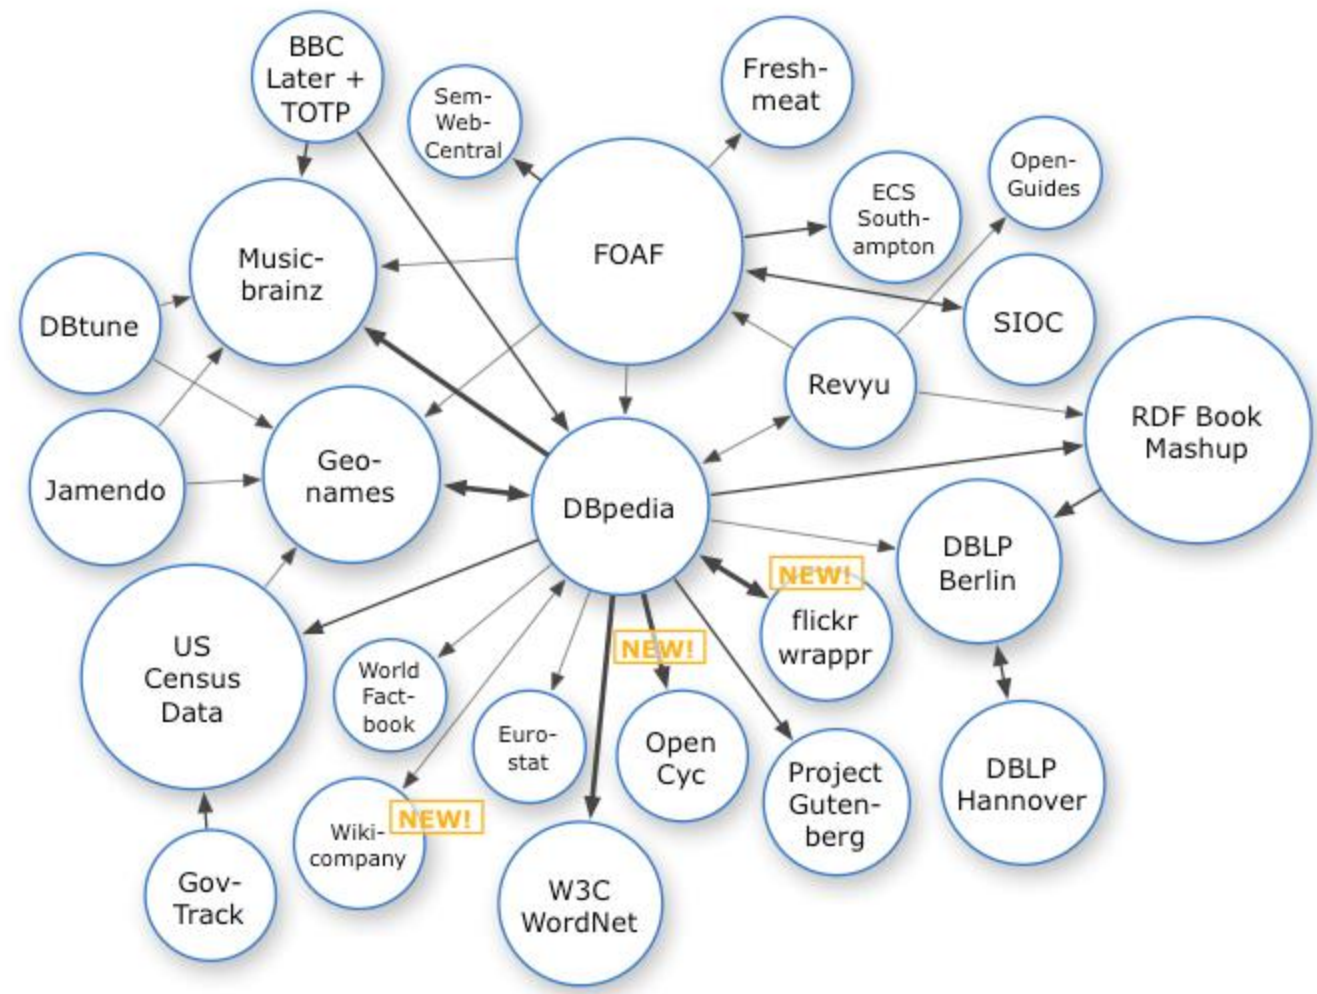 BBC
Later +
TOTP
Sem-
Web-
Central
Fresh-
meat
Open-
Guides
ECS
South-
ampton
FOAF
Music-
brainz
DBtune
SIOC
Revyu
RDF Book
Mashup
Jamendo
Geo-
names
DBpedia
DBLP
Berlin
NEW!
flickr
wrappr
US
Census
Data
NEW!
World
Fact-
book
Euro-
stat
Open
Cyc
Project
Guten-
berg
DBLP
Hannover
NEW!
Wiki-
company
Gov-
Track
W3C
WordNet